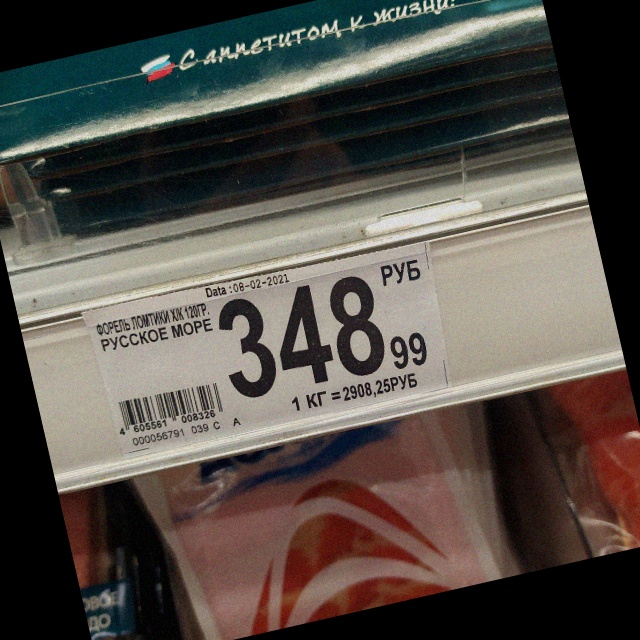 С аппетитом к жизни!
Data : 08-02-2021
ФОРЕЛЬ ЛОМТИКИ Х/К 120ГР.
РУССКОЕ МОРЕ
348 99 РУБ
1 КГ =2908,25РУБ
4 605561 008326
000056791 039 С А